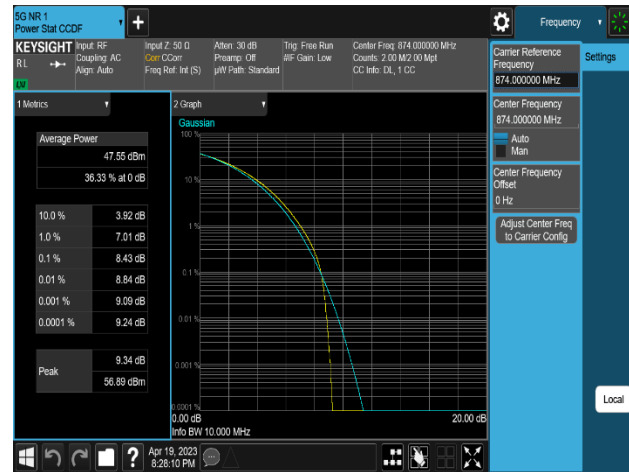 5G NR 1
Power Stat CCDF
Frequency
KEYSIGHT
Input: RF
Input Z: 50 Ω
Atten: 30 dB
Trig: Free Run
Center Freq: 874.000000 MHz
RL
Coupling: AC
Corr CCorr
Preamp: Off
#IF Gain: Low
Counts: 2.00 M/2.00 Mpt
Align: Auto
Freq Ref: Int (S)
µW Path: Standard
CC Info: DL, 1 CC
LNI
1 Metrics
Average Power
47.55 dBm
36.33 % at 0 dB
10.0 % 3.92 dB
1.0 % 7.01 dB
0.1 % 8.43 dB
0.01 % 8.84 dB
0.001 % 9.09 dB
0.0001 % 9.24 dB
Peak
9.34 dB
56.89 dBm
2 Graph
Gaussian
100 %
10 %
1 %
0.1 %
0.01 %
0.001 %
0.0001 %
0.00 dB
20.00 dB
Info BW 10.000 MHz
Carrier Reference
Frequency
874.000000 MHz
Center Frequency
874.000000 MHz
Auto
Man
Center Frequency
Offset
0 Hz
Adjust Center Freq
to Carrier Config
Settings
Local
?
Apr 19, 2023
8:28:10 PM